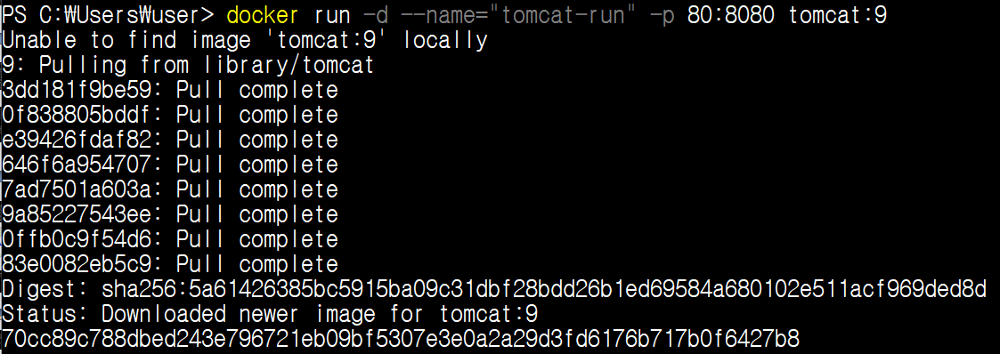 PS C:₩Users₩user> docker run -d --name="tomcat-run" -p 80:8080 tomcat:9
Unable to find image 'tomcat:9' locally
9: Pulling from library/tomcat
3dd181f9be59: Pull complete
0f838805bddf: Pull complete
e39426fdaf82: Pull complete
646f6a954707: Pull complete
7ad7501a603a: Pull complete
9a85227543ee: Pull complete
0ffb0c9f54d6: Pull complete
83e0082eb5c9: Pull complete
Digest: sha256:5a61426385bc5915ba09c31dbf28bdd26b1ed69584a680102e511acf969ded8d
Status: Downloaded newer image for tomcat:9
70cc89c788dbed243e796721eb09bf5307e3e0a2a29d3fd6176b717b0f6427b8